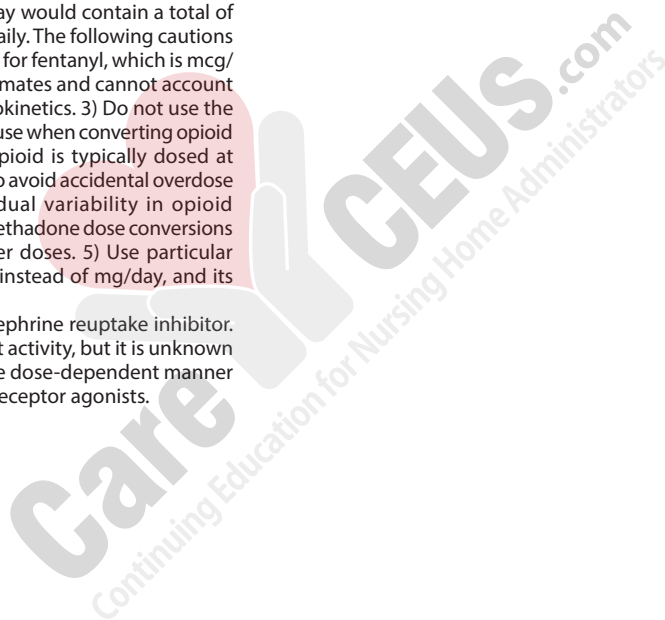 ay would contain a total of
aily. The following cautions
for fentanyl, which is mcg/
mates and cannot account
okinetics. 3) Do not use the
use when converting opioid
pioid is typically dosed at
o avoid accidental overdose
dual variability in opioid
ethadone dose conversions
er doses. 5) Use particular
instead of mg/day, and its
ephrine reuptake inhibitor.
t activity, but it is unknown
e dose-dependent manner
eceptor agonists.
Care CEUS.com
Continuing Education for Nursing Home Administrators